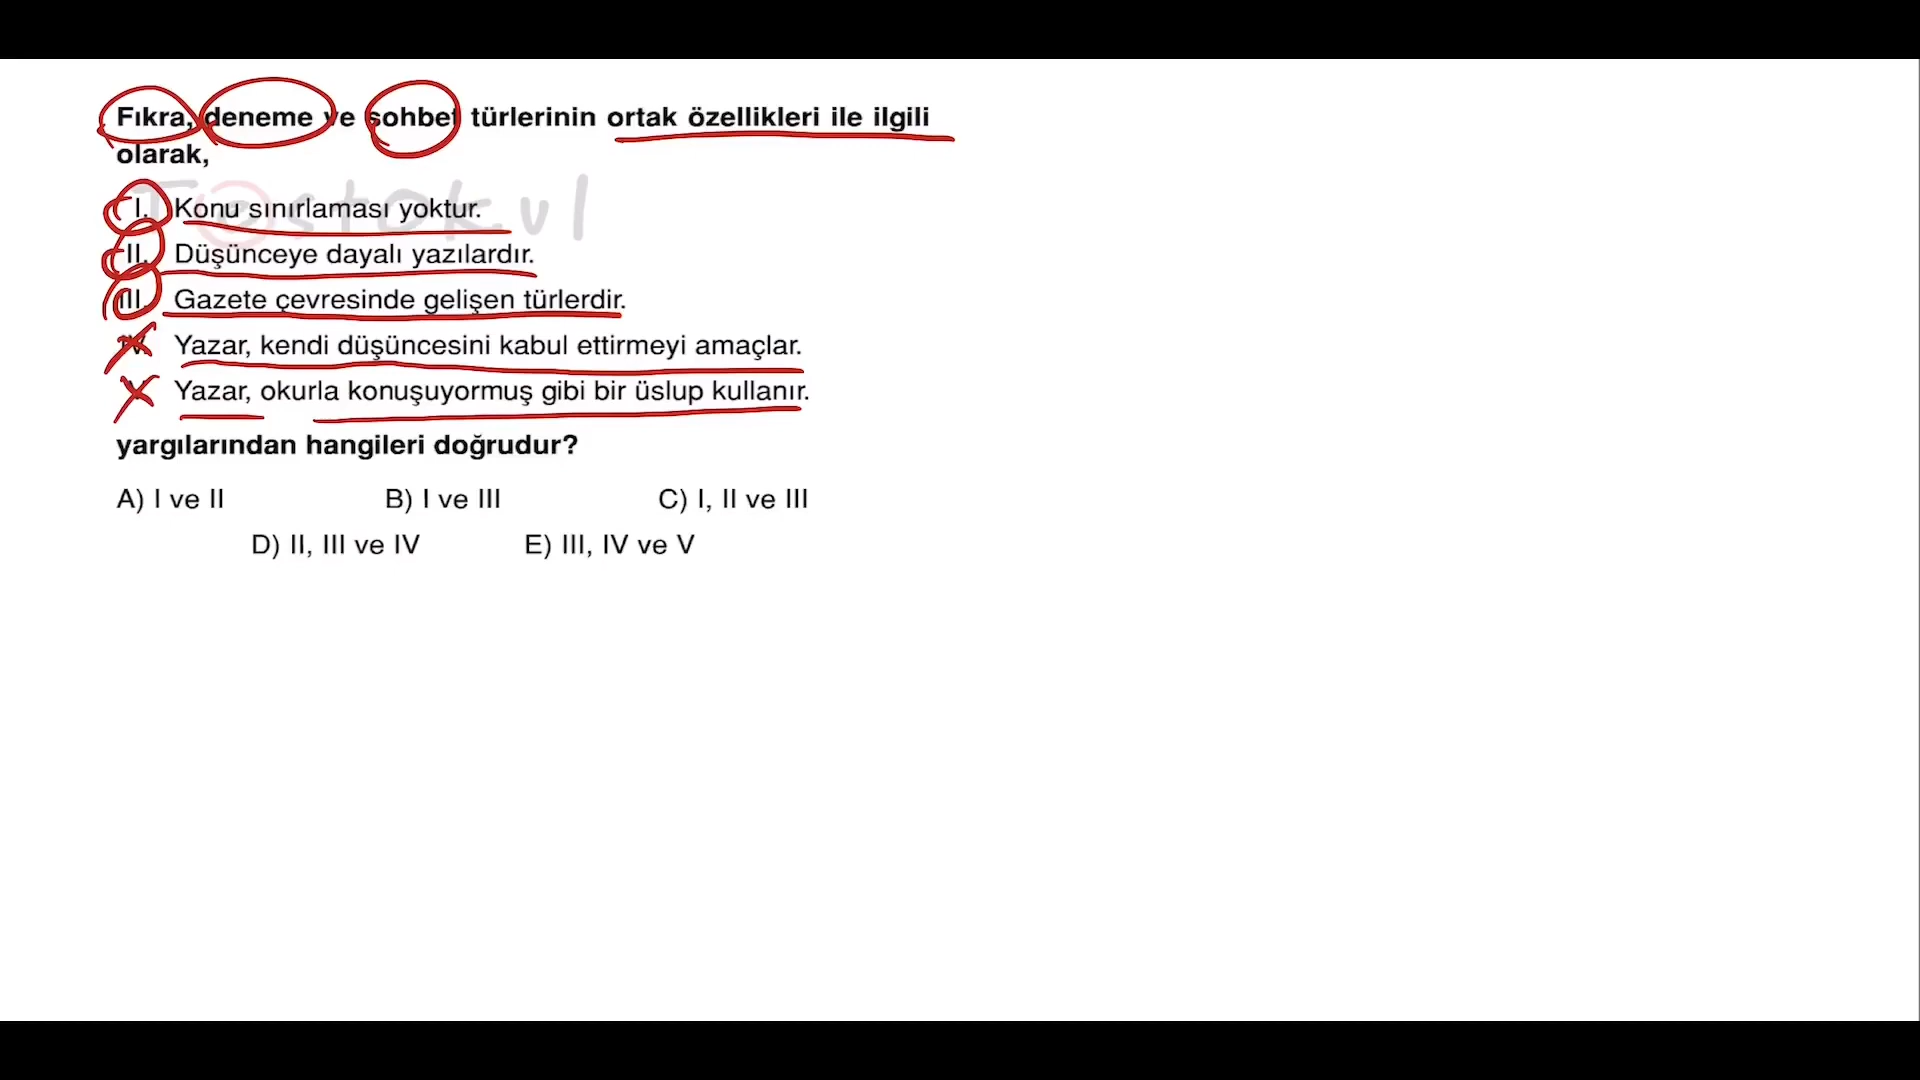 Fıkra, deneme ve sohbet türlerinin ortak özellikleri ile ilgili
olarak,
Testokul
I. Konu sınırlaması yoktur.
II. Düşünceye dayalı yazılardır.
III. Gazete çevresinde gelişen türlerdir.
IV. Yazar, kendi düşüncesini kabul ettirmeyi amaçlar.
V. Yazar, okurla konuşuyormuş gibi bir üslup kullanır.
yargılarından hangileri doğrudur?
A) I ve II B) I ve III C) I, II ve III
D) II, III ve IV E) III, IV ve V